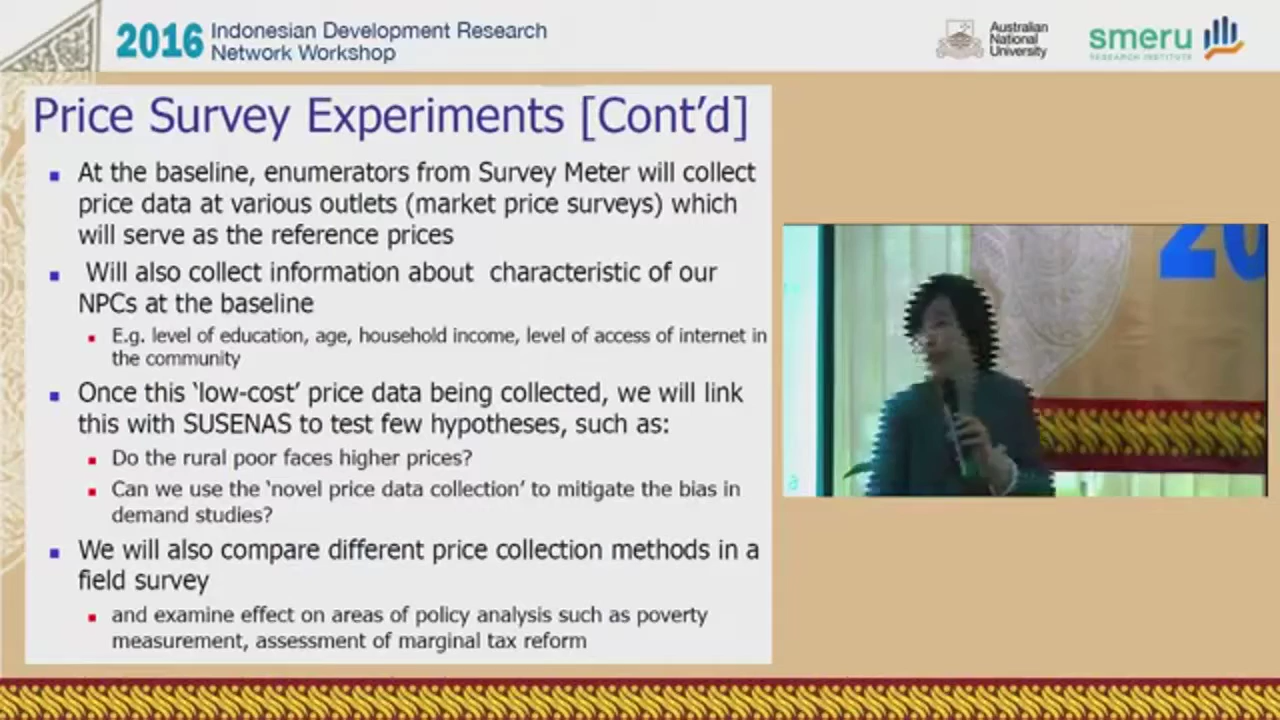 2016 Indonesian Development Research
Network Workshop
Australian
National
University
smeru
RESEARCH INSTITUTE
Price Survey Experiments [Cont'd]
At the baseline, enumerators from Survey Meter will collect
price data at various outlets (market price surveys) which
will serve as the reference prices
Will also collect information about characteristic of our
NPCs at the baseline
E.g. level of education, age, household income, level of access of internet in
the community
Once this 'low-cost' price data being collected, we will link
this with SUSENAS to test few hypotheses, such as:
Do the rural poor faces higher prices?
Can we use the 'novel price data collection' to mitigate the bias in
demand studies?
We will also compare different price collection methods in a
field survey
and examine effect on areas of policy analysis such as poverty
measurement, assessment of marginal tax reform
20
a